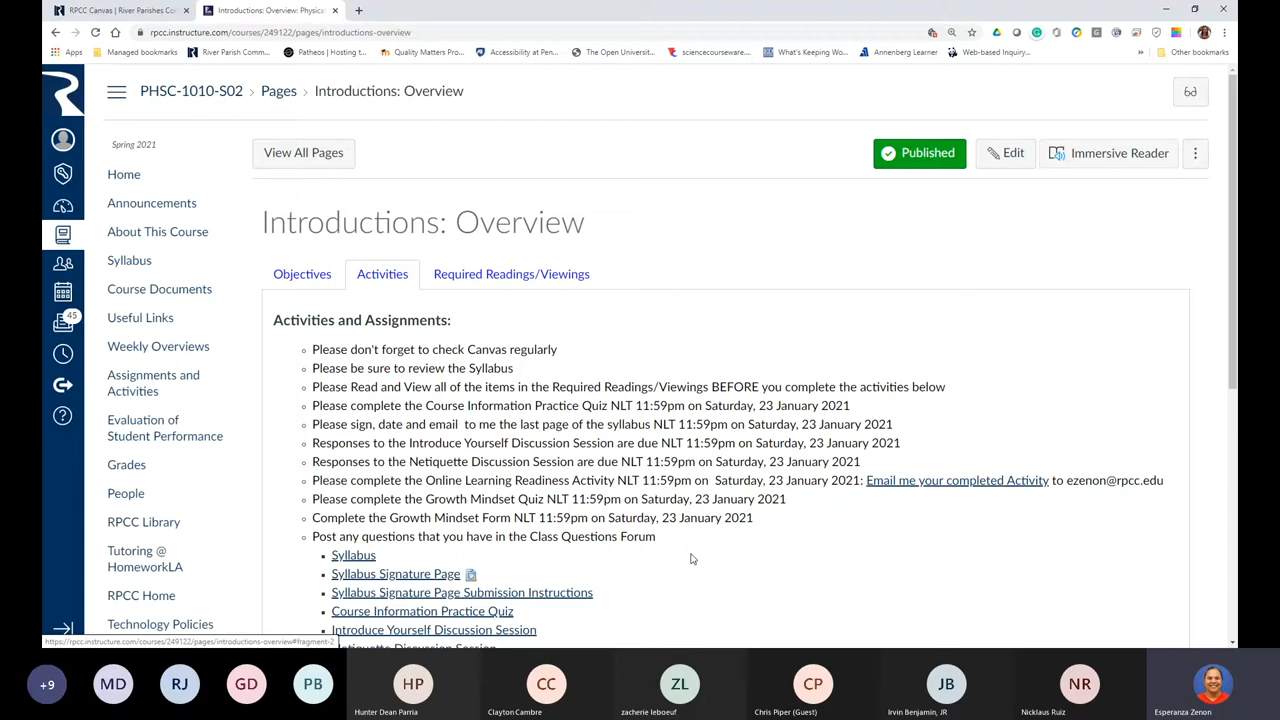 RPCC Canvas | River Parishes Co
Introductions: Overview: Physica
rpcc.instructure.com/courses/249122/pages/introductions-overview
Apps
Managed bookmarks
River Parish Comm...
Patheos | Hosting t...
Quality Matters Pro...
Accessibility at Pen...
The Open Universit...
sciencecourseware....
What's Keeping Wo...
Annenberg Learner
Web-based Inquiry...
Other bookmarks
PHSC-1010-S02 > Pages > Introductions: Overview
Spring 2021
Home
Announcements
About This Course
Syllabus
Course Documents
Useful Links
Weekly Overviews
Assignments and
Activities
Evaluation of
Student Performance
Grades
People
RPCC Library
Tutoring @
HomeworkLA
RPCC Home
Technology Policies
45
View All Pages
Published
Edit
Immersive Reader
Introductions: Overview
Objectives
Activities
Required Readings/Viewings
Activities and Assignments:
Please don't forget to check Canvas regularly
Please be sure to review the Syllabus
Please Read and View all of the items in the Required Readings/Viewings BEFORE you complete the activities below
Please complete the Course Information Practice Quiz NLT 11:59pm on Saturday, 23 January 2021
Please sign, date and email to me the last page of the syllabus NLT 11:59pm on Saturday, 23 January 2021
Responses to the Introduce Yourself Discussion Session are due NLT 11:59pm on Saturday, 23 January 2021
Responses to the Netiquette Discussion Session are due NLT 11:59pm on Saturday, 23 January 2021
Please complete the Online Learning Readiness Activity NLT 11:59pm on Saturday, 23 January 2021: Email me your completed Activity to ezenon@rpcc.edu
Please complete the Growth Mindset Quiz NLT 11:59pm on Saturday, 23 January 2021
Complete the Growth Mindset Form NLT 11:59pm on Saturday, 23 January 2021
Post any questions that you have in the Class Questions Forum
Syllabus
Syllabus Signature Page
Syllabus Signature Page Submission Instructions
Course Information Practice Quiz
Introduce Yourself Discussion Session
Netiquette Discussion Session
https://rpcc.instructure.com/courses/249122/pages/introductions-overview#fragment-2
+9
MD
RJ
GD
PB
HP
Hunter Dean Parria
CC
Clayton Cambre
ZL
zacherie leboeuf
CP
Chris Piper (Guest)
JB
Irvin Benjamin, JR
NR
Nicklaus Ruiz
Esperanza Zenon